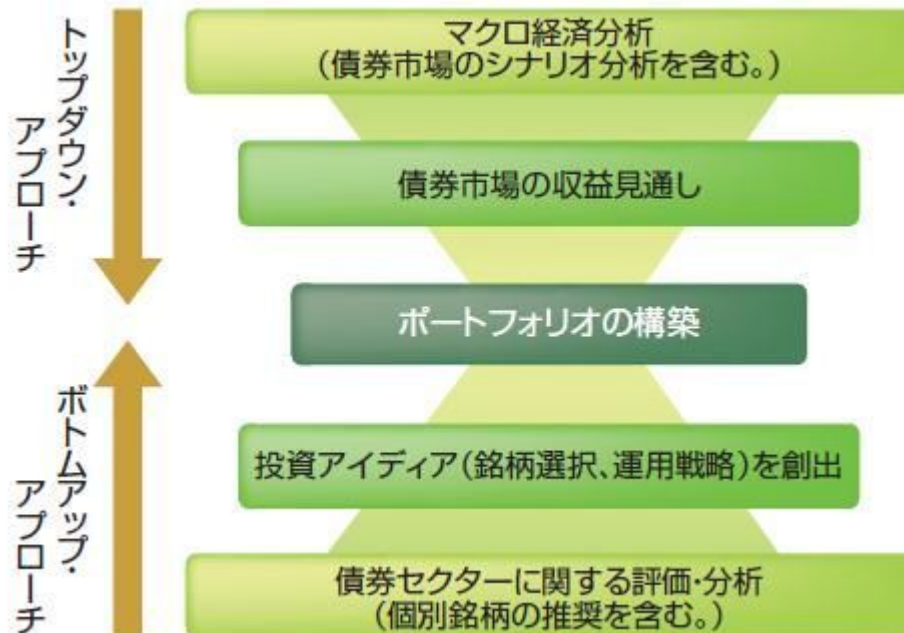 トップダウン・
アプローチ
マクロ経済分析
（債券市場のシナリオ分析を含む。）
債券市場の収益見通し
ポートフォリオの構築
ボトムアップ・
アプローチ
投資アイディア（銘柄選択、運用戦略）を創出
債券セクターに関する評価・分析
（個別銘柄の推奨を含む。）